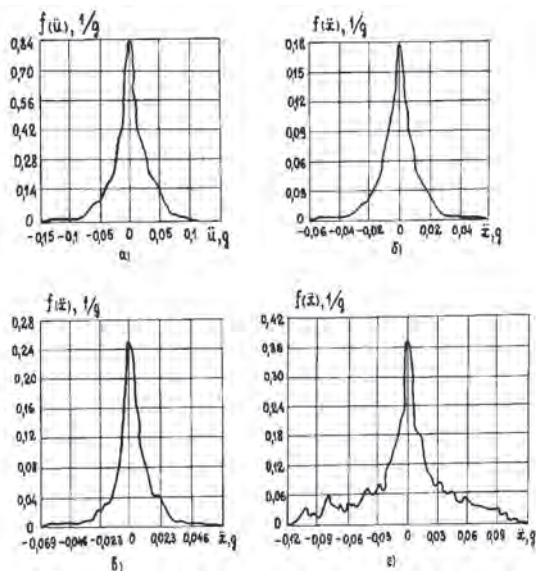 f(ü), 1/g
0,84
0,70
0,56
0,42
0,28
0,14
0
-0,15 -0,1 -0,05 0 0,05 0,1 ü,g
а)
f(ẍ), 1/g
0,18
0,15
0,12
0,09
0,06
0,03
0
-0,06 -0,04 -0,02 0 0,02 0,04 ẍ,g
б)
f(ẍ), 1/g
0,28
0,24
0,16
0,12
0,08
0,04
0
-0,069 -0,046 -0,023 0 0,023 0,046 ẍ,g
б)
f(ẍ), 1/g
0,42
0,36
0,30
0,24
0,18
0,12
0,06
0
-0,12 -0,09 -0,06 -0,03 0 0,03 0,06 0,09 ẍ,g
г)